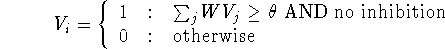 V_i = { 1 : ∑_j WV_j ≥ θ AND no inhibition
0 : otherwise